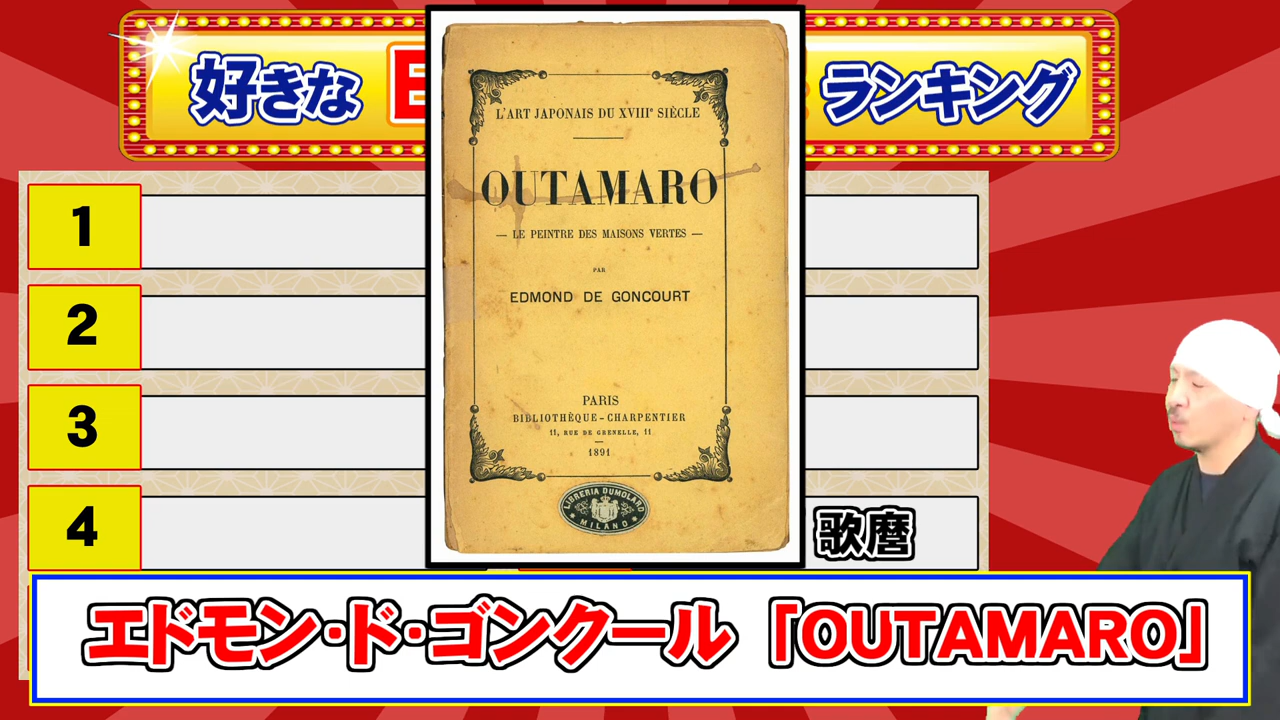 好きな
ランキング
1
2
3
4
歌麿
L'ART JAPONAIS DU XVIIIᵉ SIÈCLE
OUTAMARO
— LE PEINTRE DES MAISONS VERTES —
PAR
EDMOND DE GONCOURT
PARIS
BIBLIOTHÈQUE-CHARPENTIER
11, RUE DE GRENELLE, 11
1891
LIBRERIA DUMOLARD
MILANO
エドモン・ド・ゴンクール「OUTAMARO」